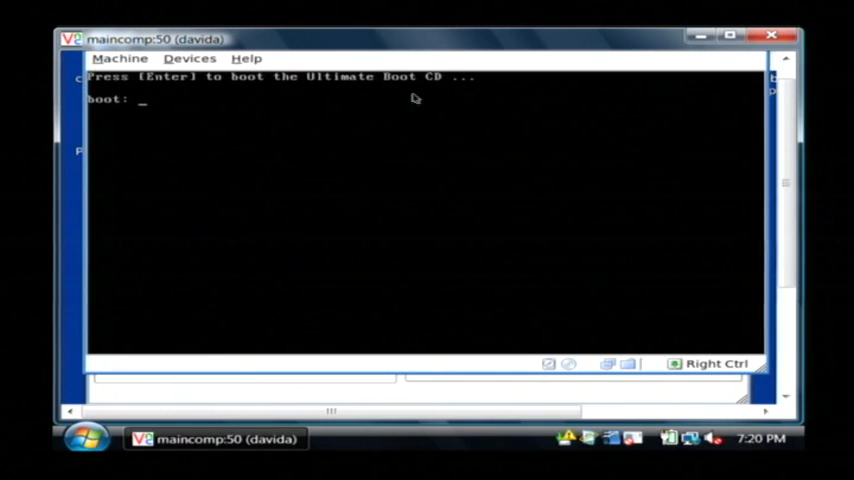 maincomp:50 (davida)
Machine Devices Help
Press [Enter] to boot the Ultimate Boot CD ...
boot: _
Right Ctrl
maincomp:50 (davida)
7:20 PM